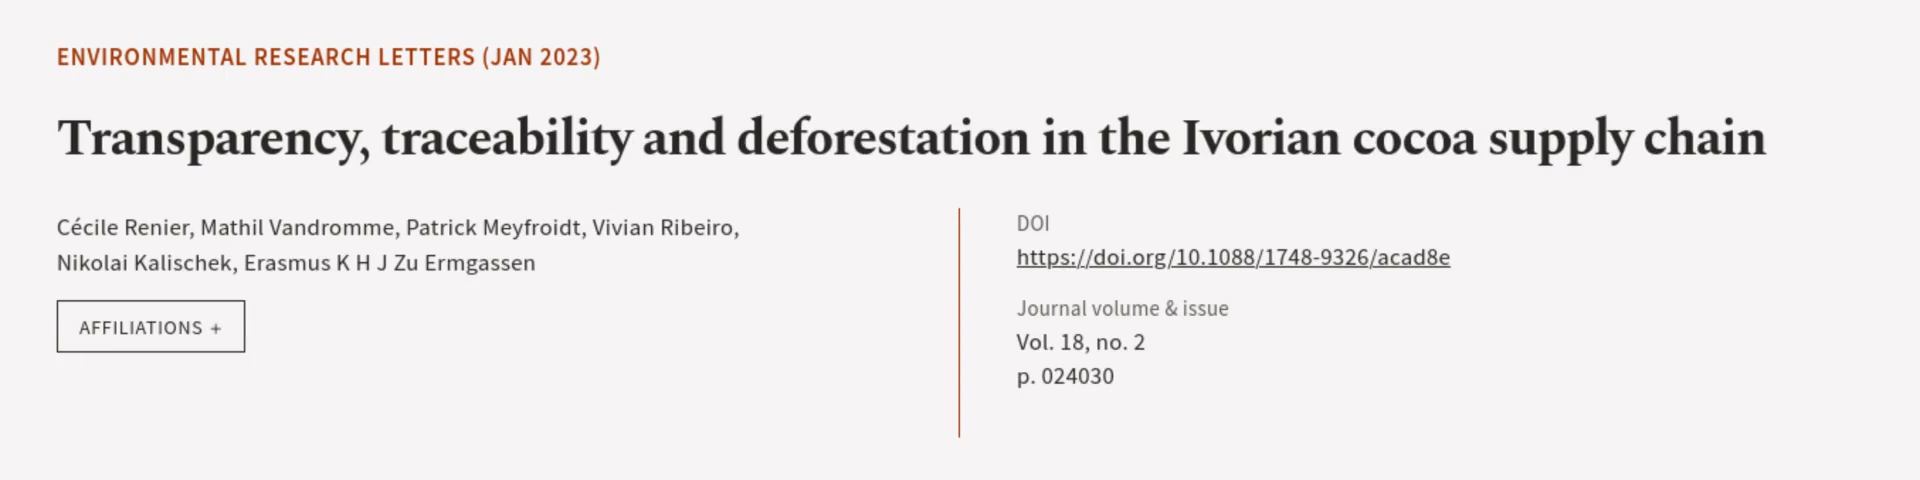 ENVIRONMENTAL RESEARCH LETTERS (JAN 2023)
Transparency, traceability and deforestation in the Ivorian cocoa supply chain
Cécile Renier, Mathil Vandromme, Patrick Meyfroidt, Vivian Ribeiro,
Nikolai Kalischek, Erasmus K H J Zu Ermgassen
AFFILIATIONS +
DOI
https://doi.org/10.1088/1748-9326/acad8e
Journal volume & issue
Vol. 18, no. 2
p. 024030